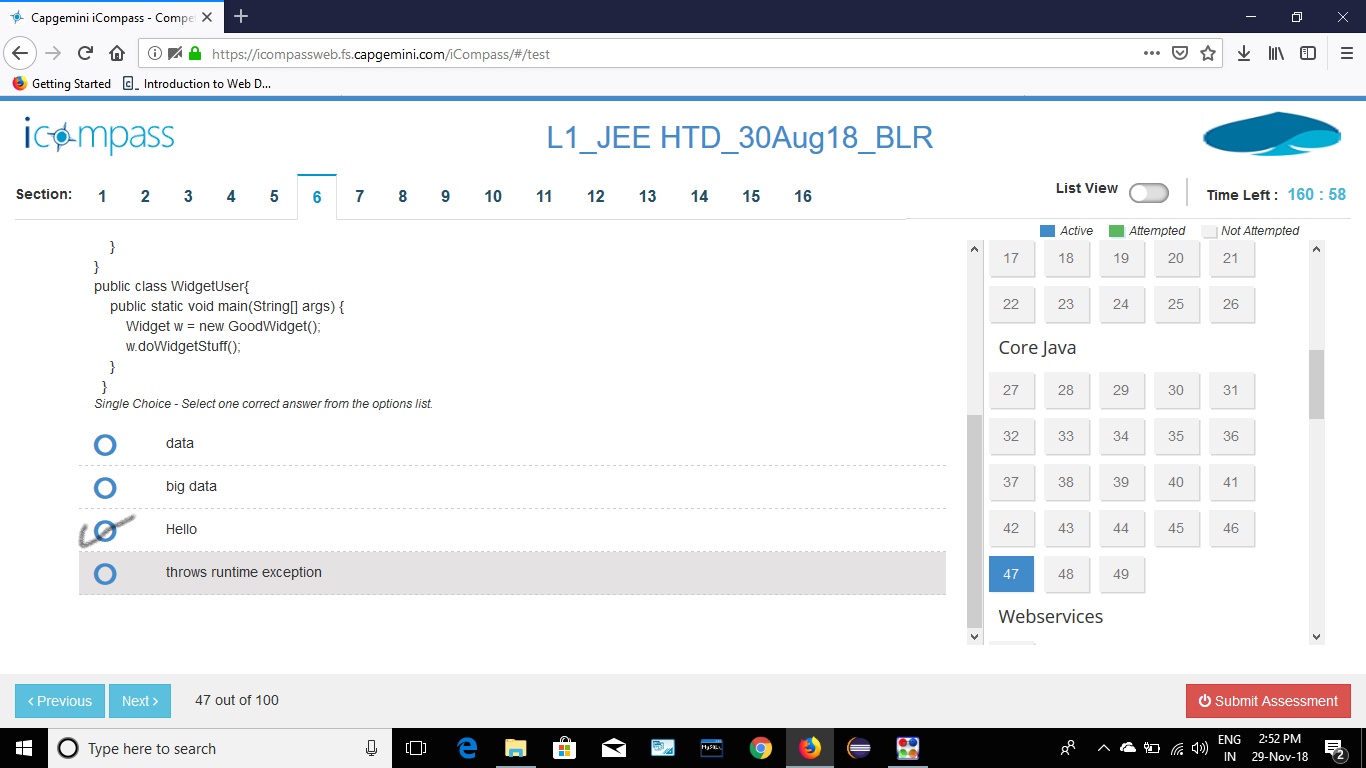 Capgemini iCompass - Compe
https://icompassweb.fs.capgemini.com/iCompass/#/test
Getting Started
Introduction to Web D...
icompass
L1_JEE HTD_30Aug18_BLR
Section: 1 2 3 4 5 6 7 8 9 10 11 12 13 14 15 16
List View
Time Left : 160 : 58
Active Attempted Not Attempted
}
}
public class WidgetUser{
public static void main(String[] args) {
Widget w = new GoodWidget();
w.doWidgetStuff();
}
}
Single Choice - Select one correct answer from the options list.
data
big data
Hello
throws runtime exception
17 18 19 20 21
22 23 24 25 26
Core Java
27 28 29 30 31
32 33 34 35 36
37 38 39 40 41
42 43 44 45 46
47 48 49
Webservices
‹ Previous
Next ›
47 out of 100
Submit Assessment
Type here to search
MySQL
ENG
IN
2:52 PM
29-Nov-18
2